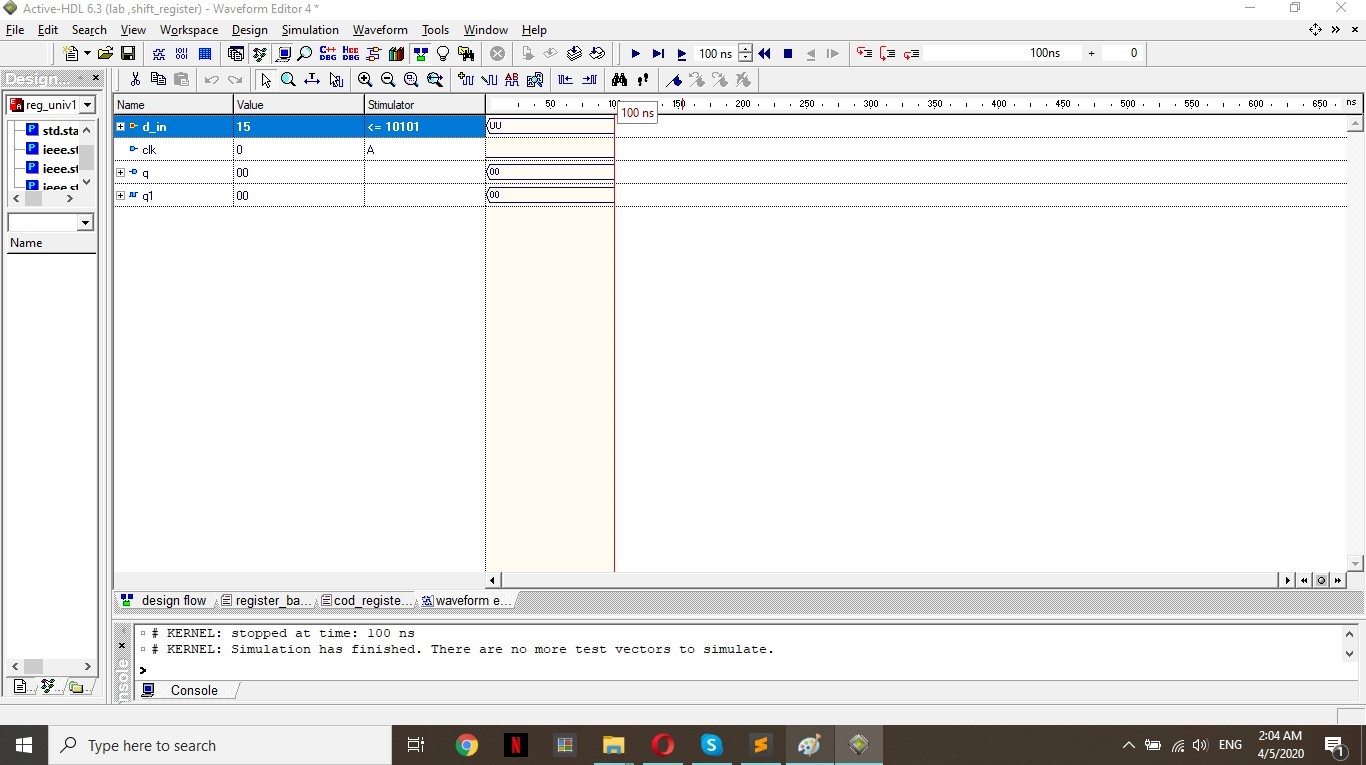 Active-HDL 6.3 (lab ,shift_register) - Waveform Editor 4 *
File Edit Search View Workspace Design Simulation Waveform Tools Window Help
100 ns 100ns + 0
Design...
reg_univ1
std.sta
ieee.st
ieee.st
ieee.st
Name
Name Value Stimulator 50 100 150 200 250 300 350 400 450 500 550 600 650 ns
100 ns
d_in 15 <= 10101 UU
clk 0 A
q 00 00
q1 00 00
design flow register_ba... cod_registe... waveform e...
# KERNEL: stopped at time: 100 ns
# KERNEL: Simulation has finished. There are no more test vectors to simulate.
>
Console
Type here to search
ENG
2:04 AM
4/5/2020
1